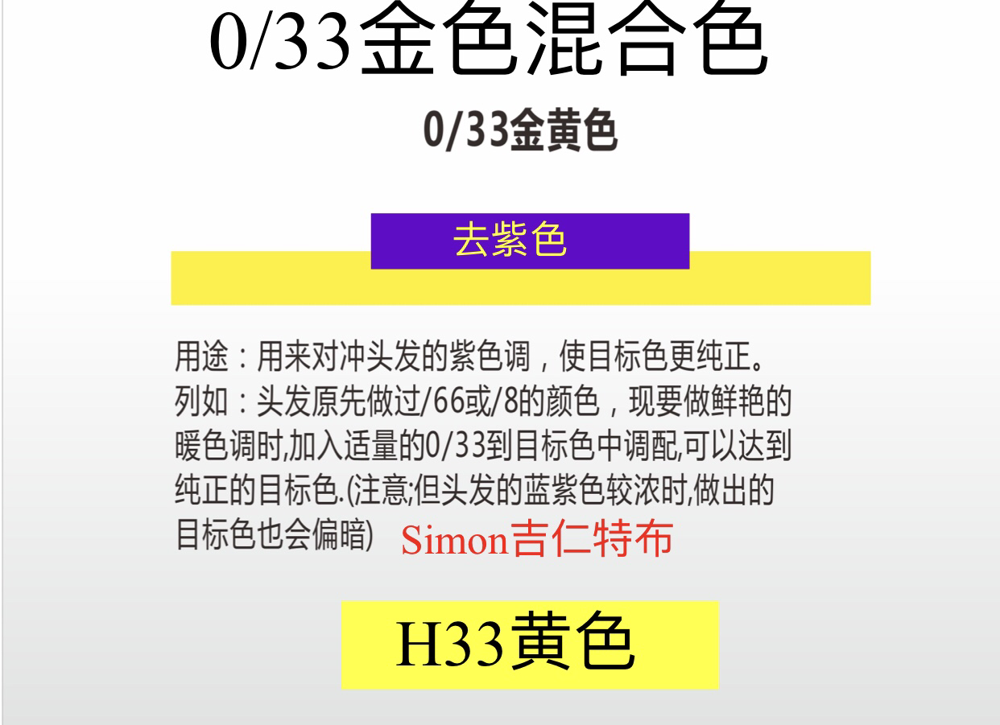 0/33金色混合色
0/33金黄色
去紫色
用途：用来对冲头发的紫色调，使目标色更纯正。
列如：头发原先做过/66或/8的颜色，现要做鲜艳的
暖色调时,加入适量的0/33到目标色中调配,可以达到
纯正的目标色.(注意;但头发的蓝紫色较浓时,做出的
目标色也会偏暗)
Simon吉仁特布
H33黄色